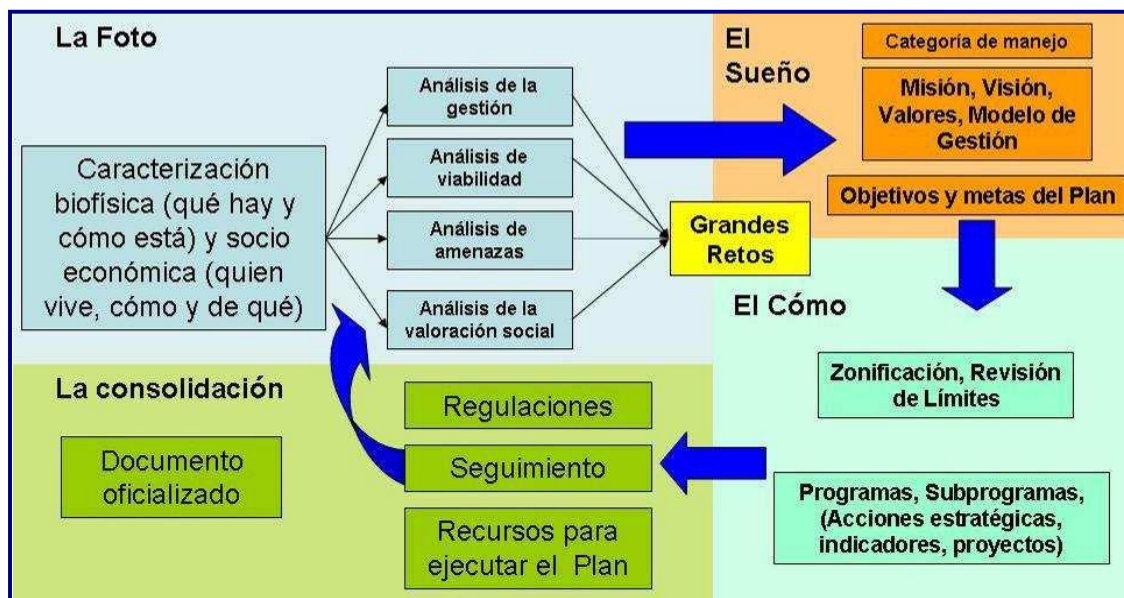 La Foto
Caracterización
biofísica (qué hay y
cómo está) y socio
económica (quien
vive, cómo y de qué)
Análisis de la
gestión
Análisis de
viabilidad
Análisis de
amenazas
Análisis de la
valoración social
Grandes
Retos
El
Sueño
Categoría de manejo
Misión, Visión,
Valores, Modelo de
Gestión
Objetivos y metas del Plan
El Cómo
Zonificación, Revisión
de Límites
Programas, Subprogramas,
(Acciones estratégicas,
indicadores, proyectos)
La consolidación
Documento
oficializado
Regulaciones
Seguimiento
Recursos para
ejecutar el Plan